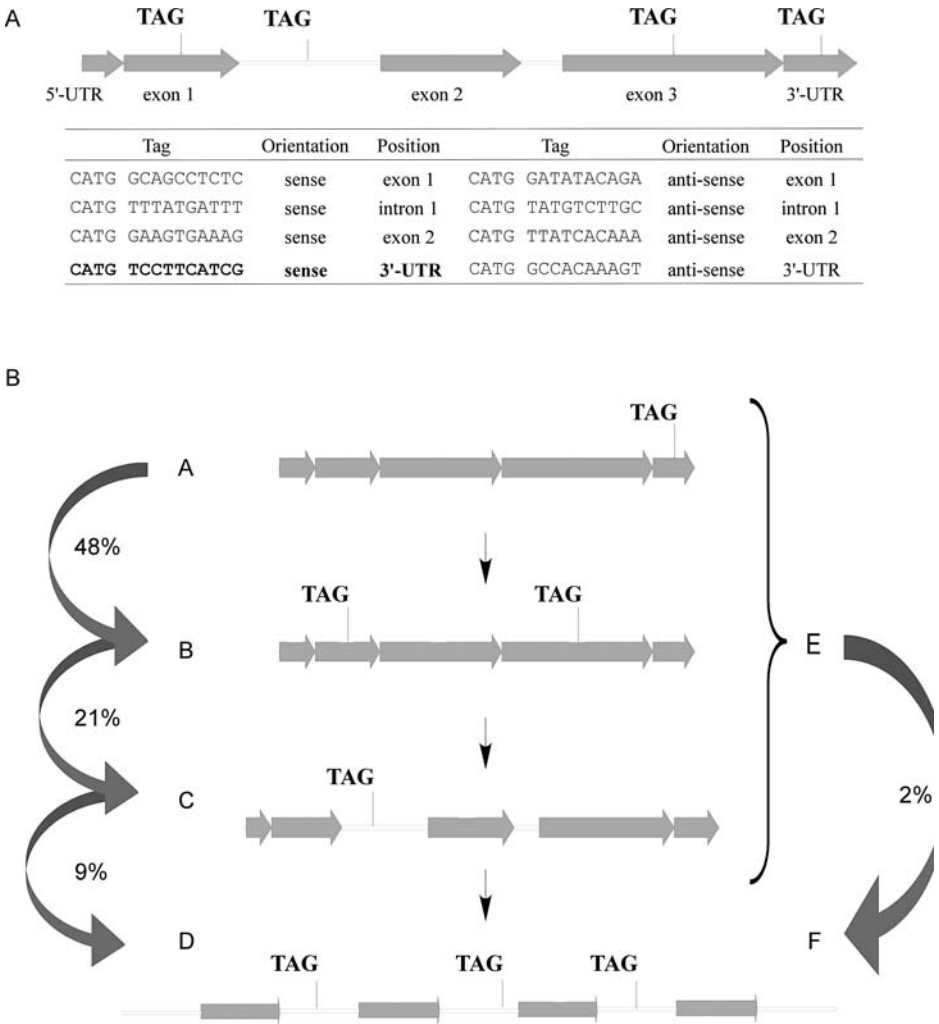 A
TAG TAG TAG TAG
5'-UTR exon 1 exon 2 exon 3 3'-UTR
Tag Orientation Position Tag Orientation Position
CATG GCAGCCTCTC sense exon 1 CATG GATATACAGA anti-sense exon 1
CATG TTTATGATTT sense intron 1 CATG TATGTCTTGC anti-sense intron 1
CATG GAAGTGAAAG sense exon 2 CATG TTATCACAAA anti-sense exon 2
CATG TCCTTCATCG sense 3'-UTR CATG GCCACAAAGT anti-sense 3'-UTR
B
TAG
A
48%
TAG TAG
B E
21%
TAG
C 2%
9%
D F
TAG TAG TAG